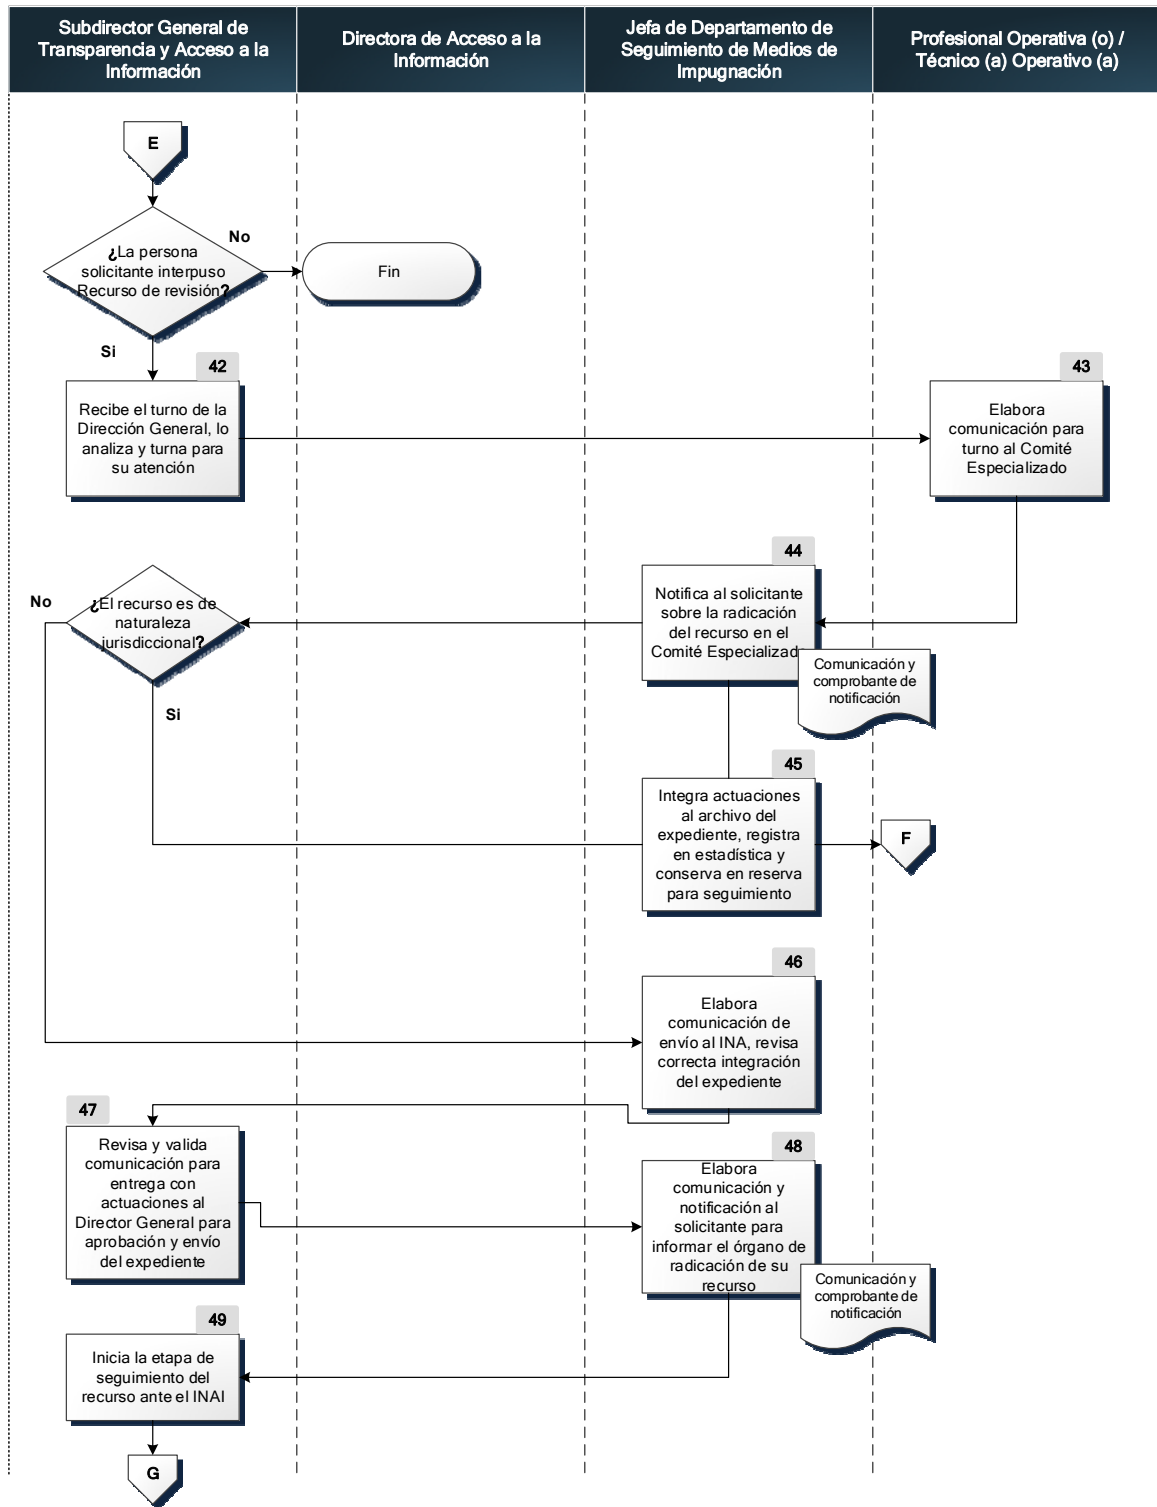 Subdirector General de
Transparencia y Acceso a la
Información
Directora de Acceso a la
Información
Jefa de Departamento de
Seguimiento de Medios de
Impugnación
Profesional Operativa (o) /
Técnico (a) Operativo (a)
E
¿La persona
solicitante interpuso
Recurso de revisión?
No
Fin
Si
42
Recibe el turno de la
Dirección General, lo
analiza y turna para
su atención
43
Elabora
comunicación para
turno al Comité
Especializado
44
Notifica al solicitante
sobre la radicación
del recurso en el
Comité Especializado
Comunicación y
comprobante de
notificación
No
¿El recurso es de
naturaleza
jurisdiccional?
Si
45
Integra actuaciones
al archivo del
expediente, registra
en estadística y
conserva en reserva
para seguimiento
F
46
Elabora
comunicación de
envío al INA, revisa
correcta integración
del expediente
47
Revisa y valida
comunicación para
entrega con
actuaciones al
Director General para
aprobación y envío
del expediente
48
Elabora
comunicación y
notificación al
solicitante para
informar el órgano de
radicación de su
recurso
Comunicación y
comprobante de
notificación
49
Inicia la etapa de
seguimiento del
recurso ante el INAI
G